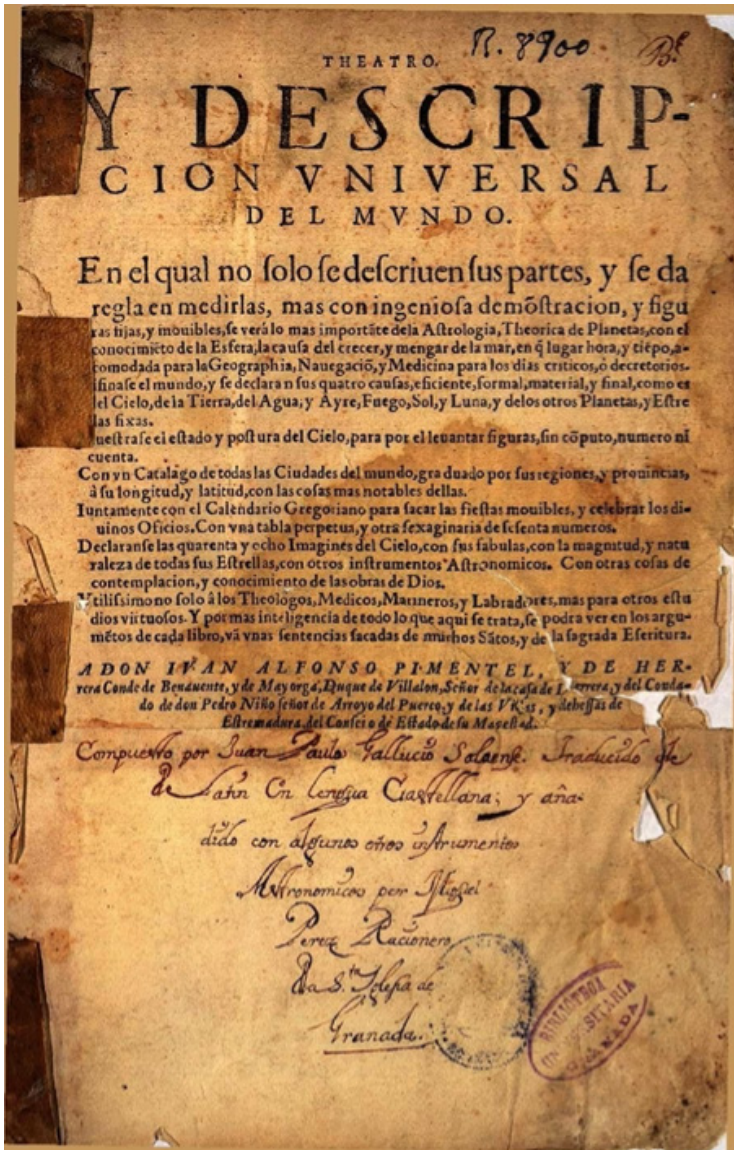 R. 8900
THEATRO.
Y DESCRIP-
CION VNIVERSAL
DEL MVNDO.
En el qual no solo se descriuen sus partes, y se da
regla en medirlas, mas con ingeniosa demõstracion, y figu
ras fijas, y mouibles, se verá lo mas importãte dela Astrologia, Theorica de Planetas, con el
conocimiẽto de la Esfera; la causa del crecer, y mengar de la mar, en q̃ lugar hora, y tiẽpo, a-
comodada para la Geographia, Nauegaciõ, y Medicina para los dias criticos, ò decretorios.
ifinase el mundo, y se declaran sus quatro causas, eficiente, formal, material, y final, como es
el Cielo, de la Tierra, del Agua, y Ayre, Fuego, Sol, y Luna, y delos otros Planetas, y Estre
las fixas.
uestrase el estado y postura del Cielo, para por el leuantar figuras, sin cõputo, numero ni
cuenta.
Con vn Catalago de todas las Ciudades del mundo, graduado por sus regiones, y prouincias,
à su longitud, y latitud, con las cosas mas notables dellas.
Iuntamente con el Calendario Gregoriano para sacar las fiestas mouibles, y celebrar los di-
uinos Oficios. Con vna tabla perpetua, y otra sexaginaria de sesenta numeros.
Declaranse las quarenta y ocho Imagines del Cielo, con sus fabulas, con la magnitud, y natu
raleza de todas sus Estrellas, con otros instrumentos Astronomicos. Con otras cosas de
contemplacion, y conocimiento de las obras de Dios.
Vtilissimo no solo â los Theologos, Medicos, Marineros, y Labradores, mas para otros estu
dios virtuosos. Y por mas inteligencia de todo lo que aqui se trata, se podra ver en los argu-
mẽtos de cada libro, vã vnas sentencias sacadas de muchos Sãtos, y de la sagrada Escritura.
A DON IVAN ALFONSO PIMENTEL, Y DE HER-
rera Conde de Benauente, y de Mayorga, Duque de Villalon, Señor de la casa de Herrera, y del Conda-
do de don Pedro Niño señor de Arroyo del Puerco, y de las Villas, y dehessas de
Estremadura, del Conseio de Estado de su Magestad.
Compuesto por Juan Paulo Gallucio Saloense. Traducido de
de Latin En lengua Castellana; y aña-
dido con algunos otros instrumentos
Astronomicos por Miguel
Perez Racionero
S.ta de
Granada.
BIBLIOTECA
UNIVERSITARIA
GRANADA